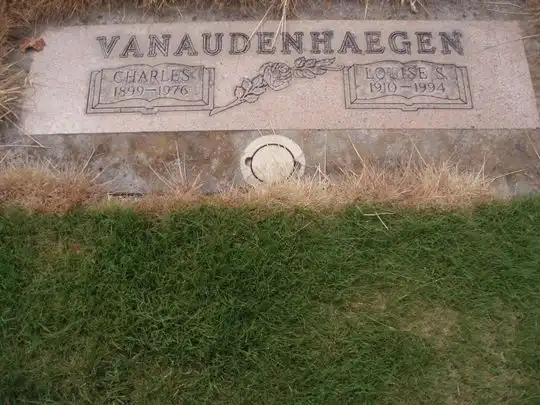 VANAUDENHAEGEN
CHARLES
1899-1976
LOUISE S.
1910-1994